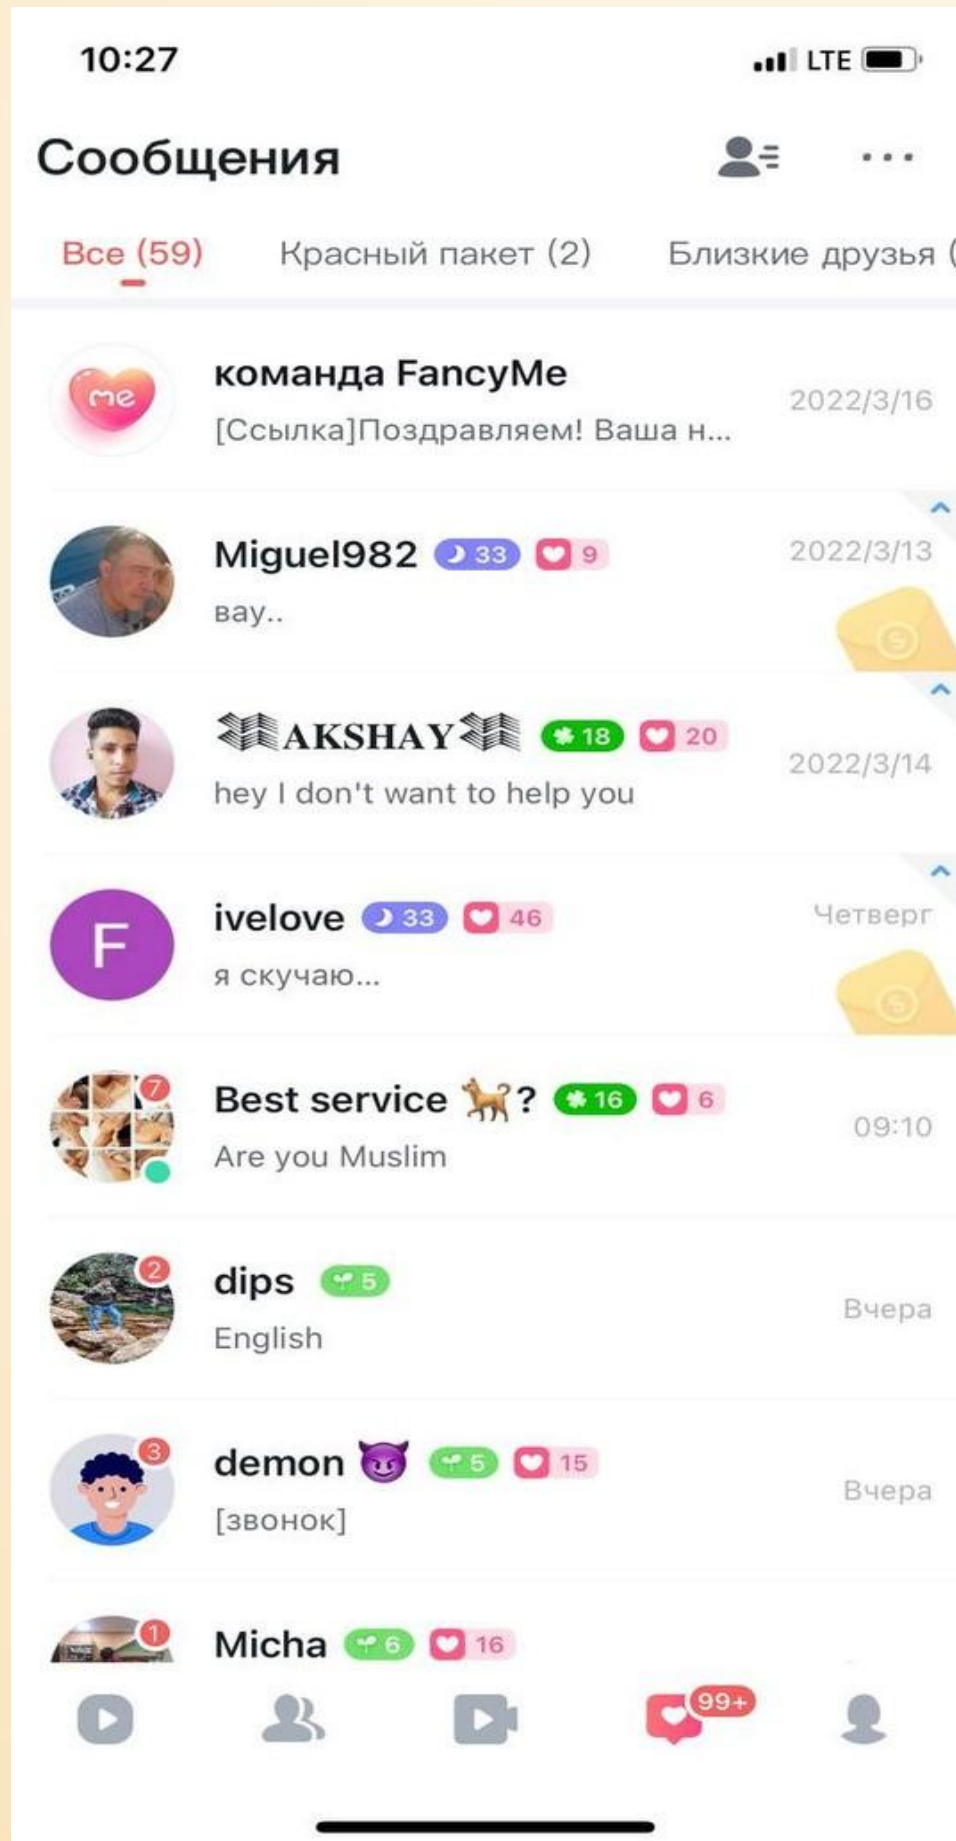 10:27 LTE
Сообщения
Все (59) Красный пакет (2) Близкие друзья (
me
команда FancyMe
2022/3/16
[Ссылка]Поздравляем! Ваша н...
Miguel982 33 9
2022/3/13
вау..
AKSHAY 18 20
2022/3/14
hey I don't want to help you
F
ivelove 33 46
Четверг
я скучаю...
7
Best service 🐕? 16 6
09:10
Are you Muslim
2
dips 5
Вчера
English
3
demon 😈 5 15
Вчера
[звонок]
1
Micha 6 16
99+